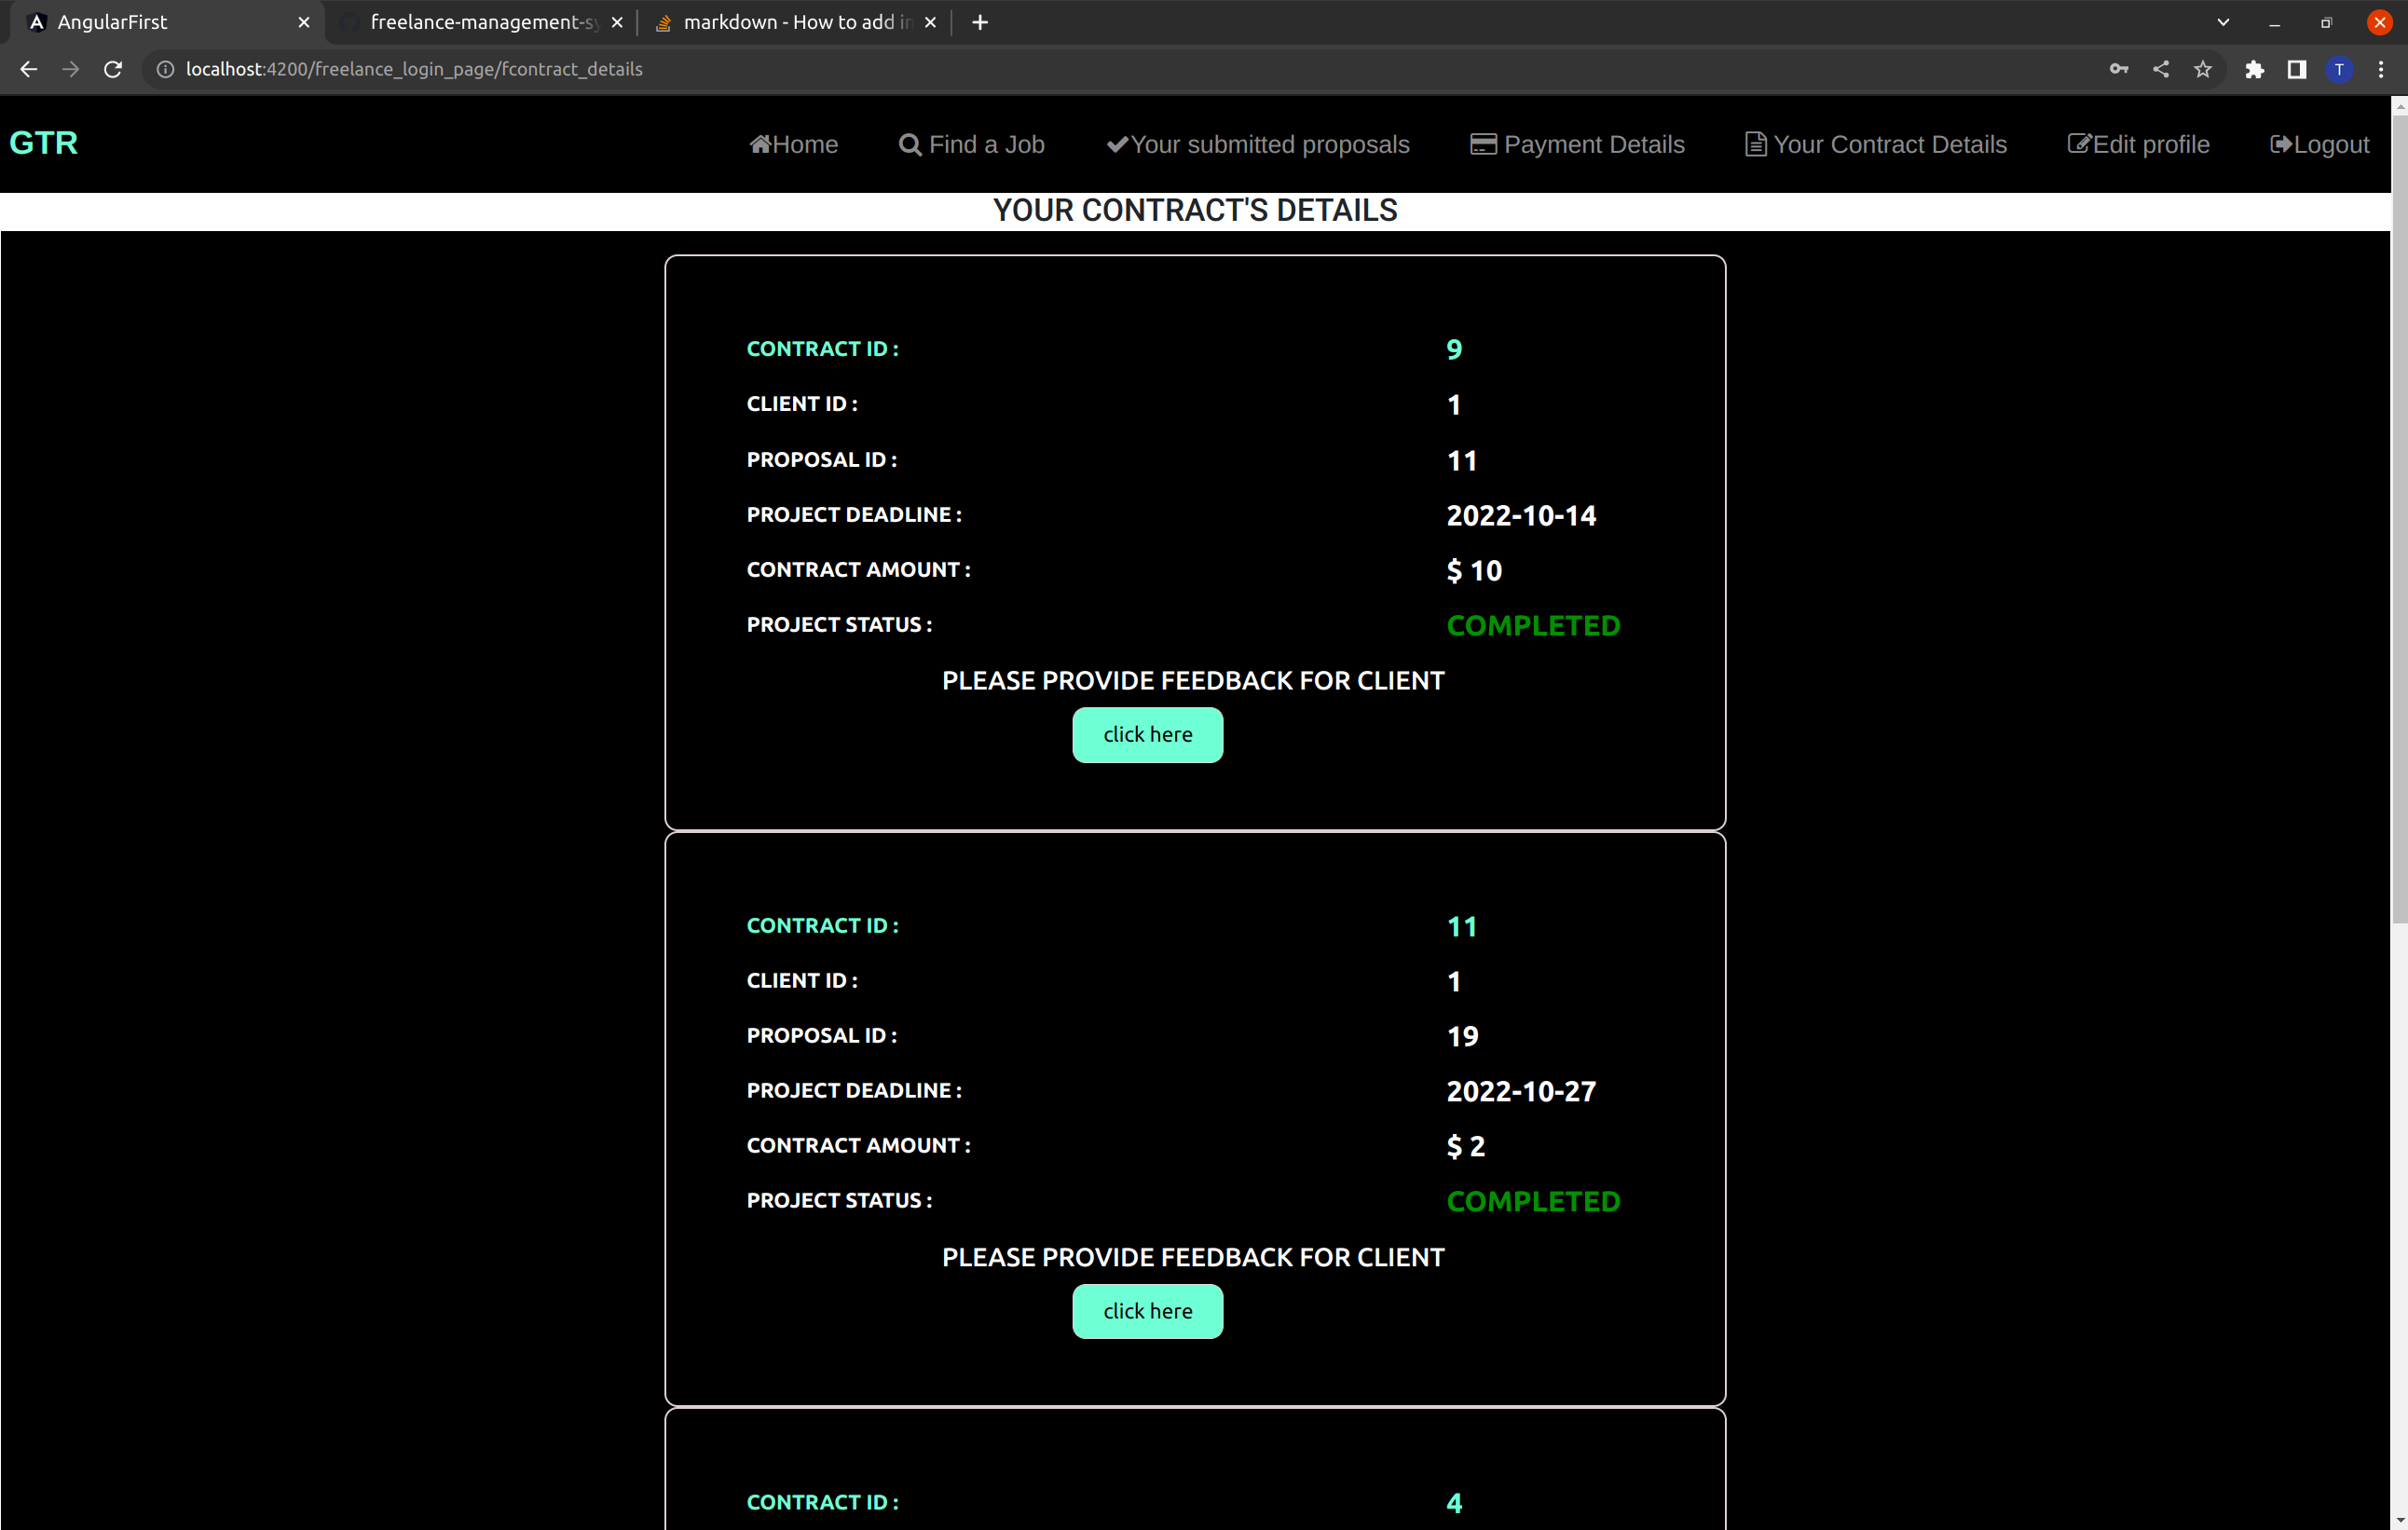 AngularFirst
freelance-management-sy
markdown - How to add in
localhost:4200/freelance_login_page/fcontract_details
T
GTR
Home
Find a Job
Your submitted proposals
Payment Details
Your Contract Details
Edit profile
Logout
YOUR CONTRACT'S DETAILS
CONTRACT ID : 9
CLIENT ID : 1
PROPOSAL ID : 11
PROJECT DEADLINE : 2022-10-14
CONTRACT AMOUNT : $ 10
PROJECT STATUS : COMPLETED
PLEASE PROVIDE FEEDBACK FOR CLIENT
click here
CONTRACT ID : 11
CLIENT ID : 1
PROPOSAL ID : 19
PROJECT DEADLINE : 2022-10-27
CONTRACT AMOUNT : $ 2
PROJECT STATUS : COMPLETED
PLEASE PROVIDE FEEDBACK FOR CLIENT
click here
CONTRACT ID : 4